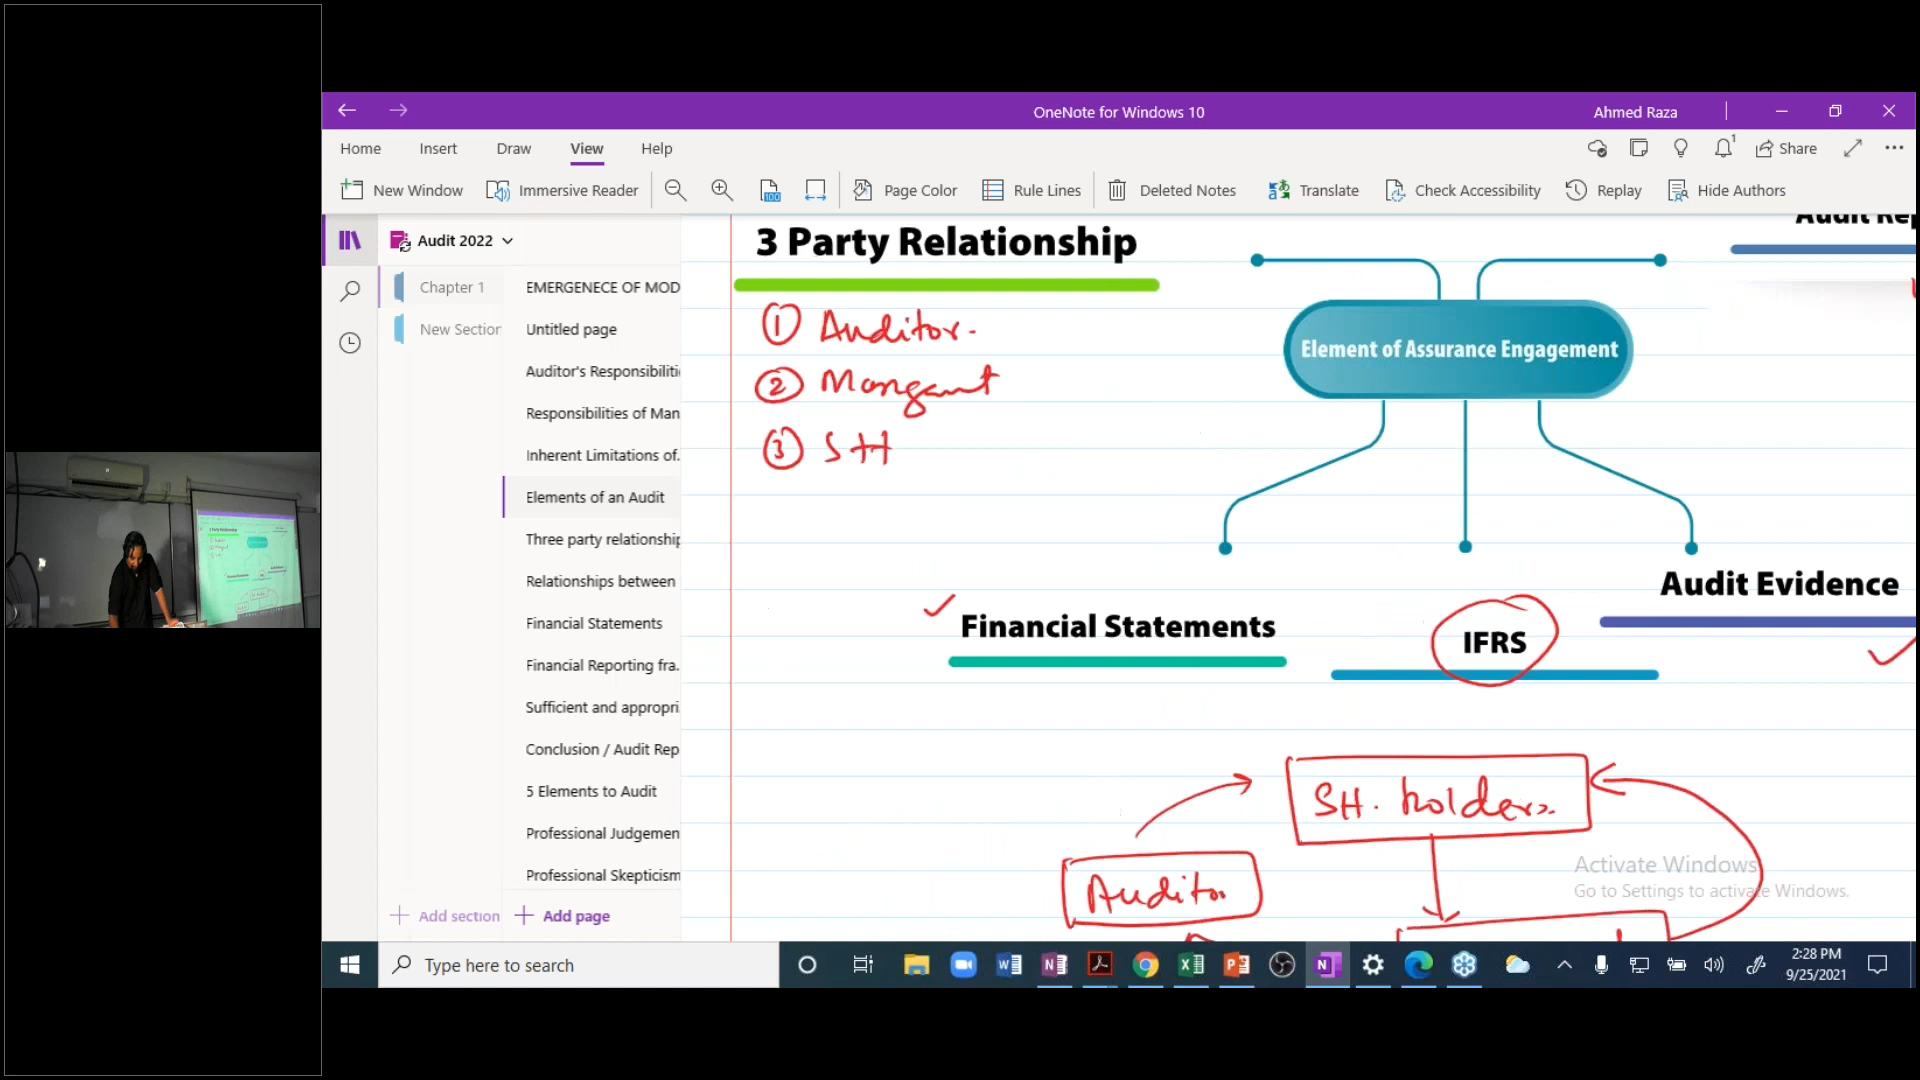 OneNote for Windows 10
Ahmed Raza
Home Insert Draw View Help
1 Share
New Window Immersive Reader 100 Page Color Rule Lines Deleted Notes Translate Check Accessibility Replay Hide Authors
Audit 2022
Chapter 1
New Section
EMERGENECE OF MOD
Untitled page
Auditor's Responsibiliti
Responsibilities of Man
Inherent Limitations of.
Elements of an Audit
Three party relationship
Relationships between
Financial Statements
Financial Reporting fra.
Sufficient and appropri.
Conclusion / Audit Rep
5 Elements to Audit
Professional Judgemen
Professional Skepticism
Add section Add page
3 Party Relationship
① Auditor.
② Mangamt
③ SH
Audit Rep
Element of Assurance Engagement
Financial Statements
IFRS
Audit Evidence
SH. holders.
Auditor
Activate Windows
Go to Settings to activate Windows.
Type here to search
2:28 PM
9/25/2021